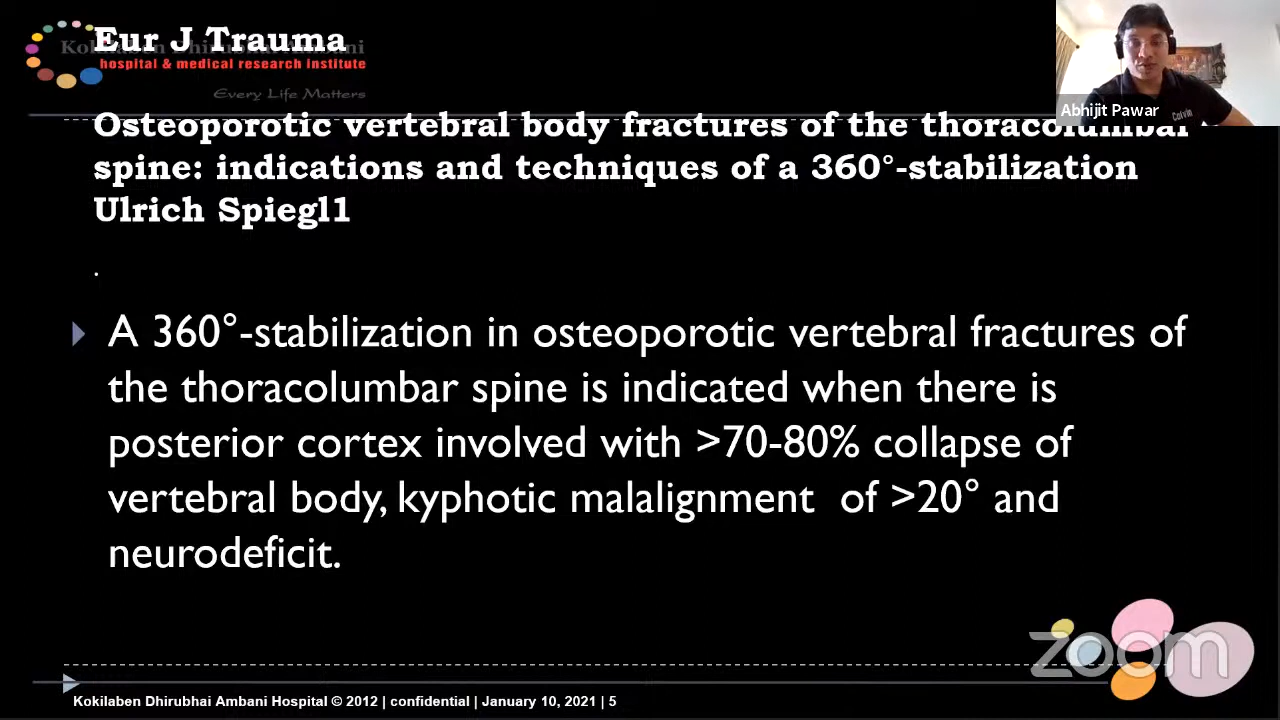 Eur J Trauma
Kokilaben Dhirubhai Ambani
hospital & medical research institute
Every Life Matters
Abhijit Pawar
Osteoporotic vertebral body fractures of the thoracolumbar
spine: indications and techniques of a 360°-stabilization
Ulrich Spiegl1
.
A 360°-stabilization in osteoporotic vertebral fractures of
the thoracolumbar spine is indicated when there is
posterior cortex involved with >70-80% collapse of
vertebral body, kyphotic malalignment of >20° and
neurodeficit.
zoom
Kokilaben Dhirubhai Ambani Hospital © 2012 | confidential | January 10, 2021 | 5